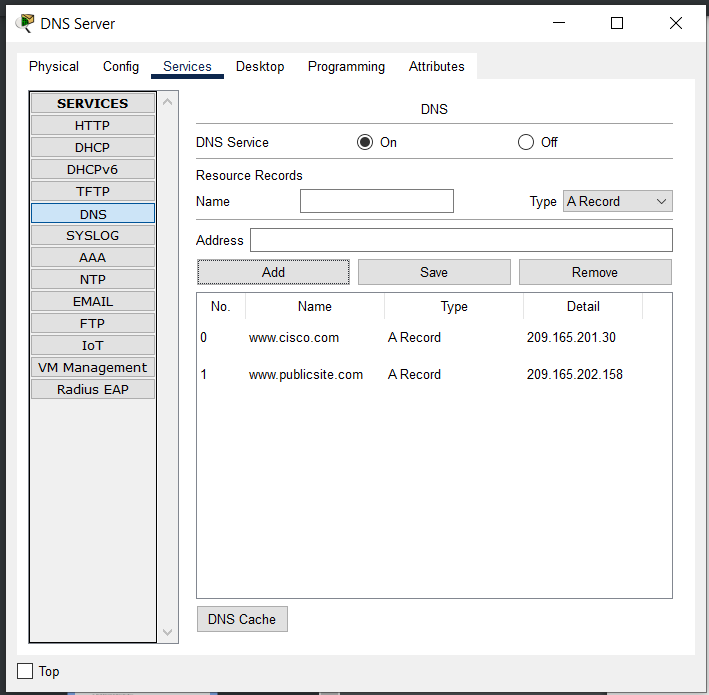 DNS Server
Physical Config Services Desktop Programming Attributes
SERVICES
HTTP
DHCP
DHCPv6
TFTP
DNS
SYSLOG
AAA
NTP
EMAIL
FTP
IoT
VM Management
Radius EAP
DNS
DNS Service On Off
Resource Records
Name Type A Record
Address
Add Save Remove
No. Name Type Detail
0 www.cisco.com A Record 209.165.201.30
1 www.publicsite.com A Record 209.165.202.158
DNS Cache
Top